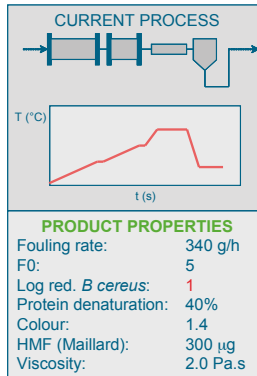 CURRENT PROCESS
T (°C)
t (s)
PRODUCT PROPERTIES
Fouling rate: 340 g/h
F0: 5
Log red. B cereus: 1
Protein denaturation: 40%
Colour: 1.4
HMF (Maillard): 300 µg
Viscosity: 2.0 Pa.s